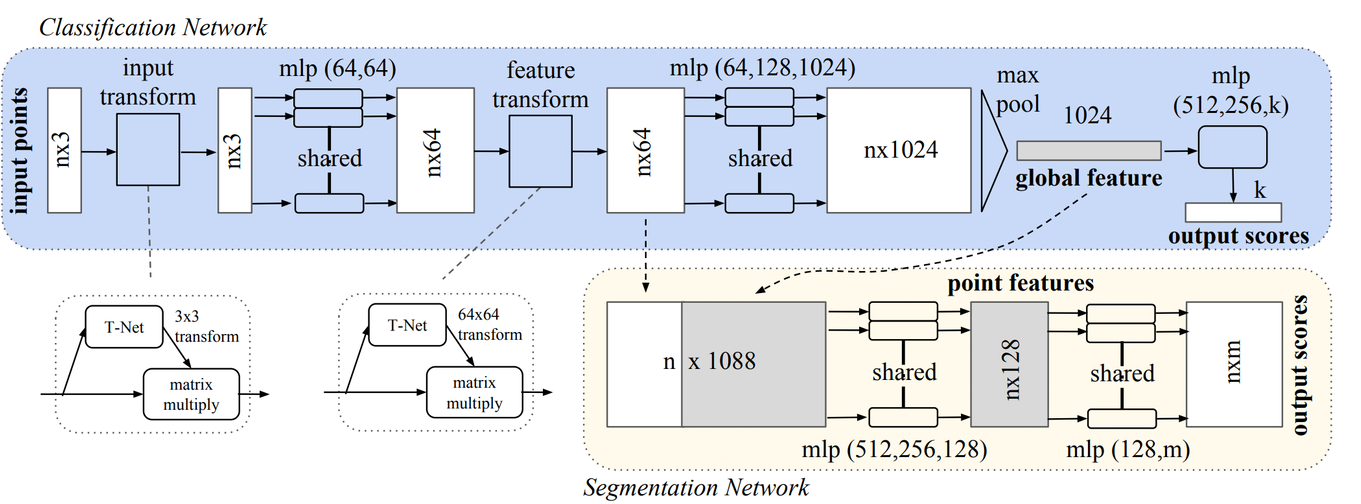 Classification Network
input points
nx3
input
transform
nx3
mlp (64,64)
shared
nx64
feature
transform
nx64
mlp (64,128,1024)
shared
nx1024
max
pool
1024
global feature
mlp
(512,256,k)
k
output scores
T-Net
3x3
transform
matrix
multiply
T-Net
64x64
transform
matrix
multiply
point features
n x 1088
shared
mlp (512,256,128)
nx128
shared
mlp (128,m)
nxm
output scores
Segmentation Network